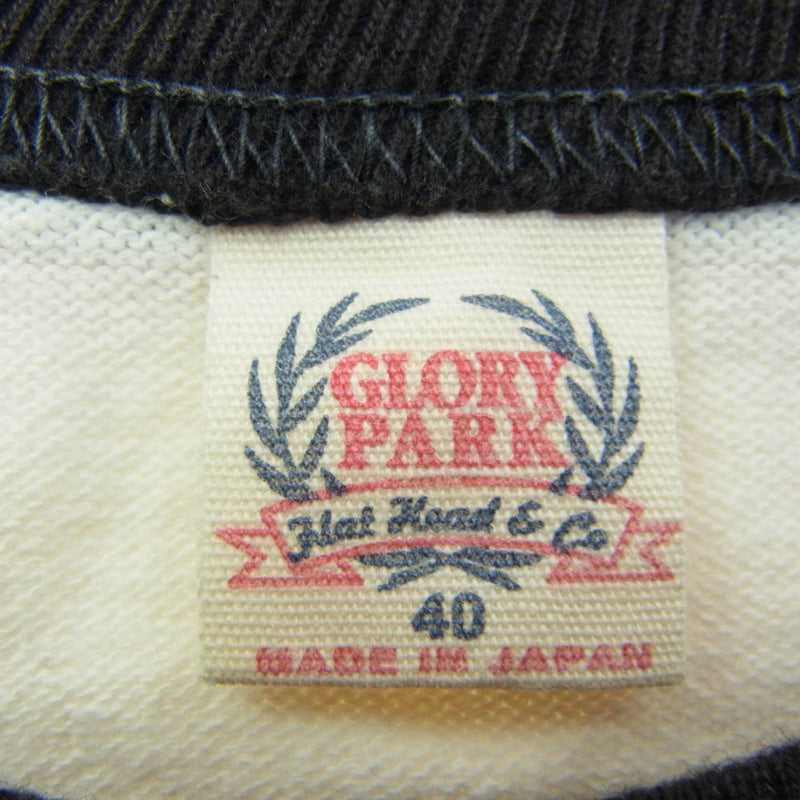 GLORY
PARK
Flat Head & Co
40
MADE IN JAPAN